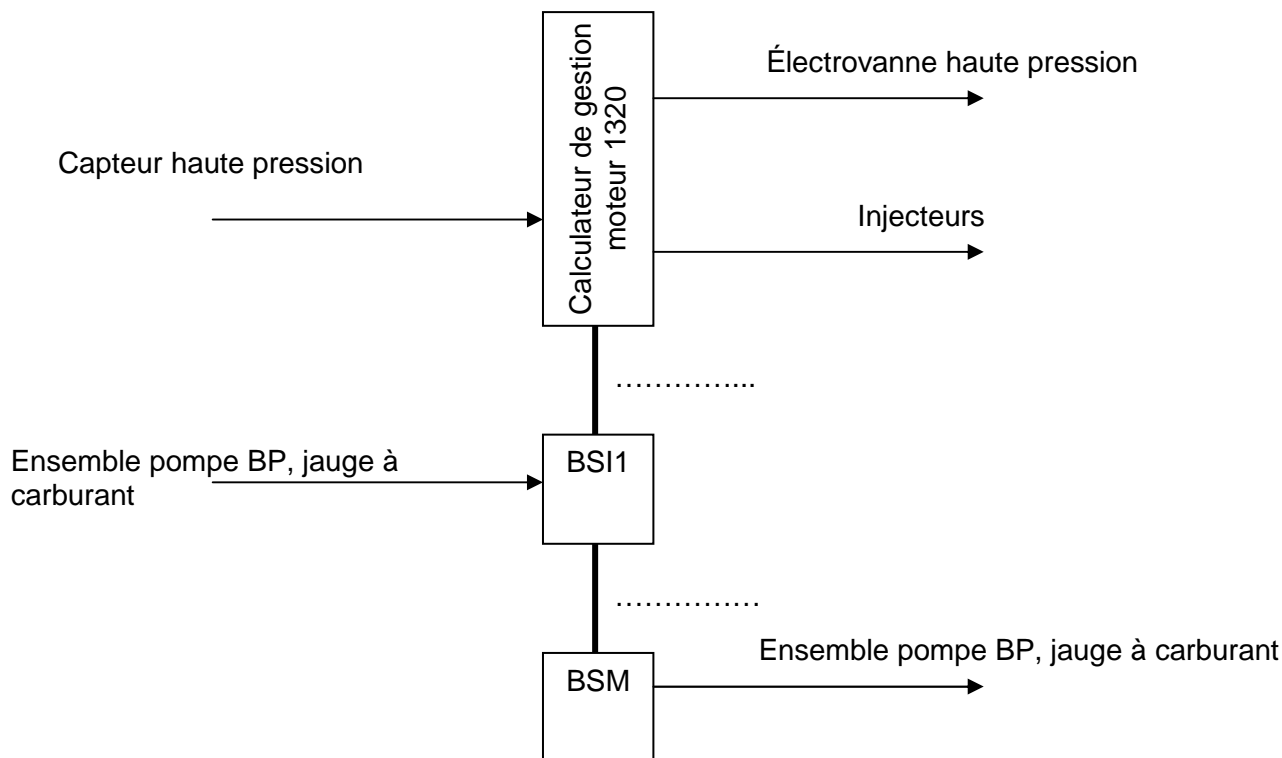 Électrovanne haute pression
Calculateur de gestion
moteur 1320
Capteur haute pression
Injecteurs
…………....
Ensemble pompe BP, jauge à
carburant
BSI1
……………
Ensemble pompe BP, jauge à carburant
BSM